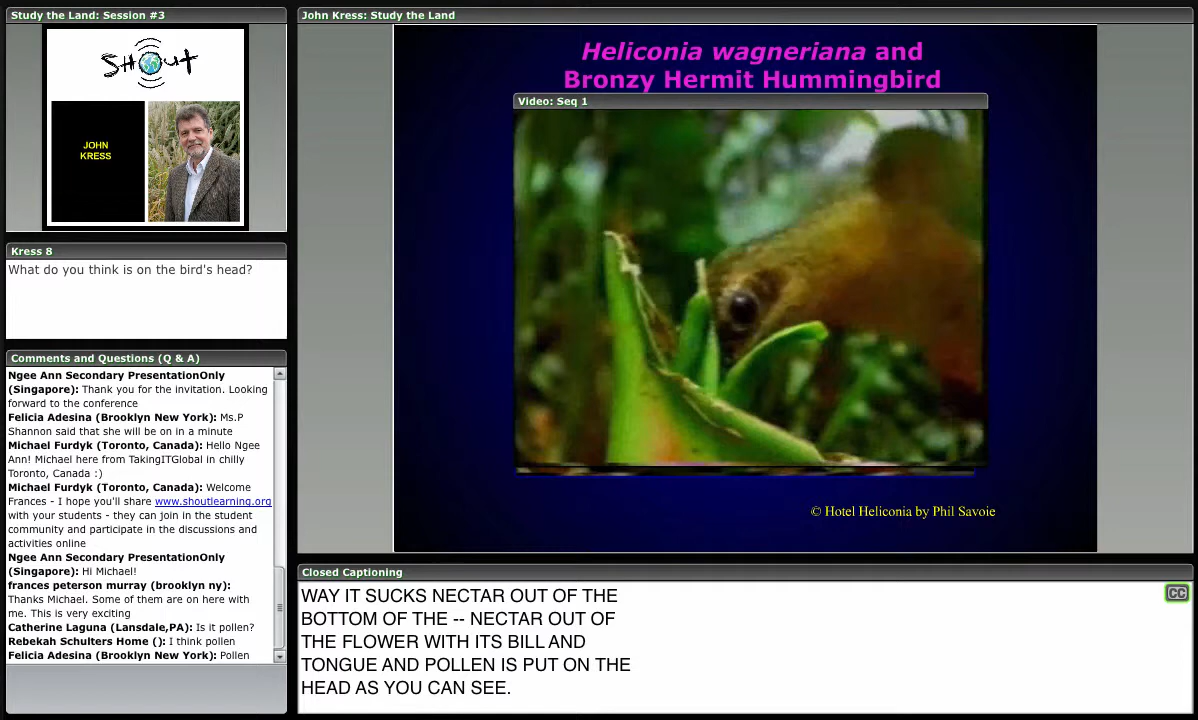 Study the Land: Session #3
SHOUT
JOHN
KRESS
Kress 8
What do you think is on the bird's head?
Comments and Questions (Q & A)
Ngee Ann Secondary PresentationOnly
(Singapore): Thank you for the invitation. Looking
forward to the conference
Felicia Adesina (Brooklyn New York): Ms.P
Shannon said that she will be on in a minute
Michael Furdyk (Toronto, Canada): Hello Ngee
Ann! Michael here from TakingITGlobal in chilly
Toronto, Canada :)
Michael Furdyk (Toronto, Canada): Welcome
Frances - I hope you'll share www.shoutlearning.org
with your students - they can join in the student
community and participate in the discussions and
activities online
Ngee Ann Secondary PresentationOnly
(Singapore): Hi Michael!
frances peterson murray (brooklyn ny):
Thanks Michael. Some of them are on here with
me. This is very exciting
Catherine Laguna (Lansdale,PA): Is it pollen?
Rebekah Schulters Home (): I think pollen
Felicia Adesina (Brooklyn New York): Pollen
John Kress: Study the Land
Heliconia wagneriana and
Bronzy Hermit Hummingbird
Video: Seq 1
© Hotel Heliconia by Phil Savoie
Closed Captioning
WAY IT SUCKS NECTAR OUT OF THE
BOTTOM OF THE -- NECTAR OUT OF
THE FLOWER WITH ITS BILL AND
TONGUE AND POLLEN IS PUT ON THE
HEAD AS YOU CAN SEE.
CC